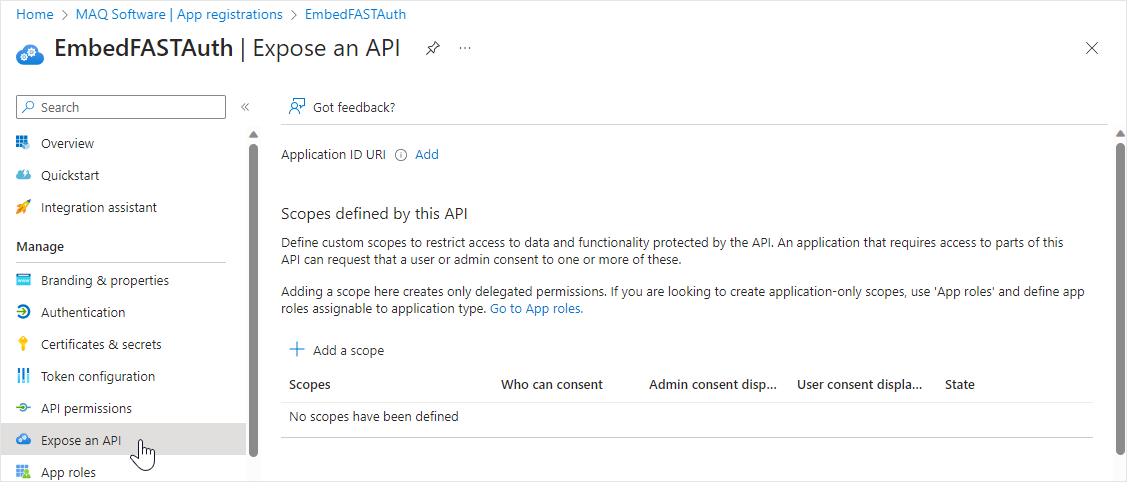 Home > MAQ Software | App registrations > EmbedFASTAuth
EmbedFASTAuth | Expose an API ...
Search
Overview
Quickstart
Integration assistant
Manage
Branding & properties
Authentication
Certificates & secrets
Token configuration
API permissions
Expose an API
App roles
Got feedback?
Application ID URI Add
Scopes defined by this API
Define custom scopes to restrict access to data and functionality protected by the API. An application that requires access to parts of this
API can request that a user or admin consent to one or more of these.
Adding a scope here creates only delegated permissions. If you are looking to create application-only scopes, use 'App roles' and define app
roles assignable to application type. Go to App roles.
Add a scope
Scopes Who can consent Admin consent disp... User consent displa... State
No scopes have been defined